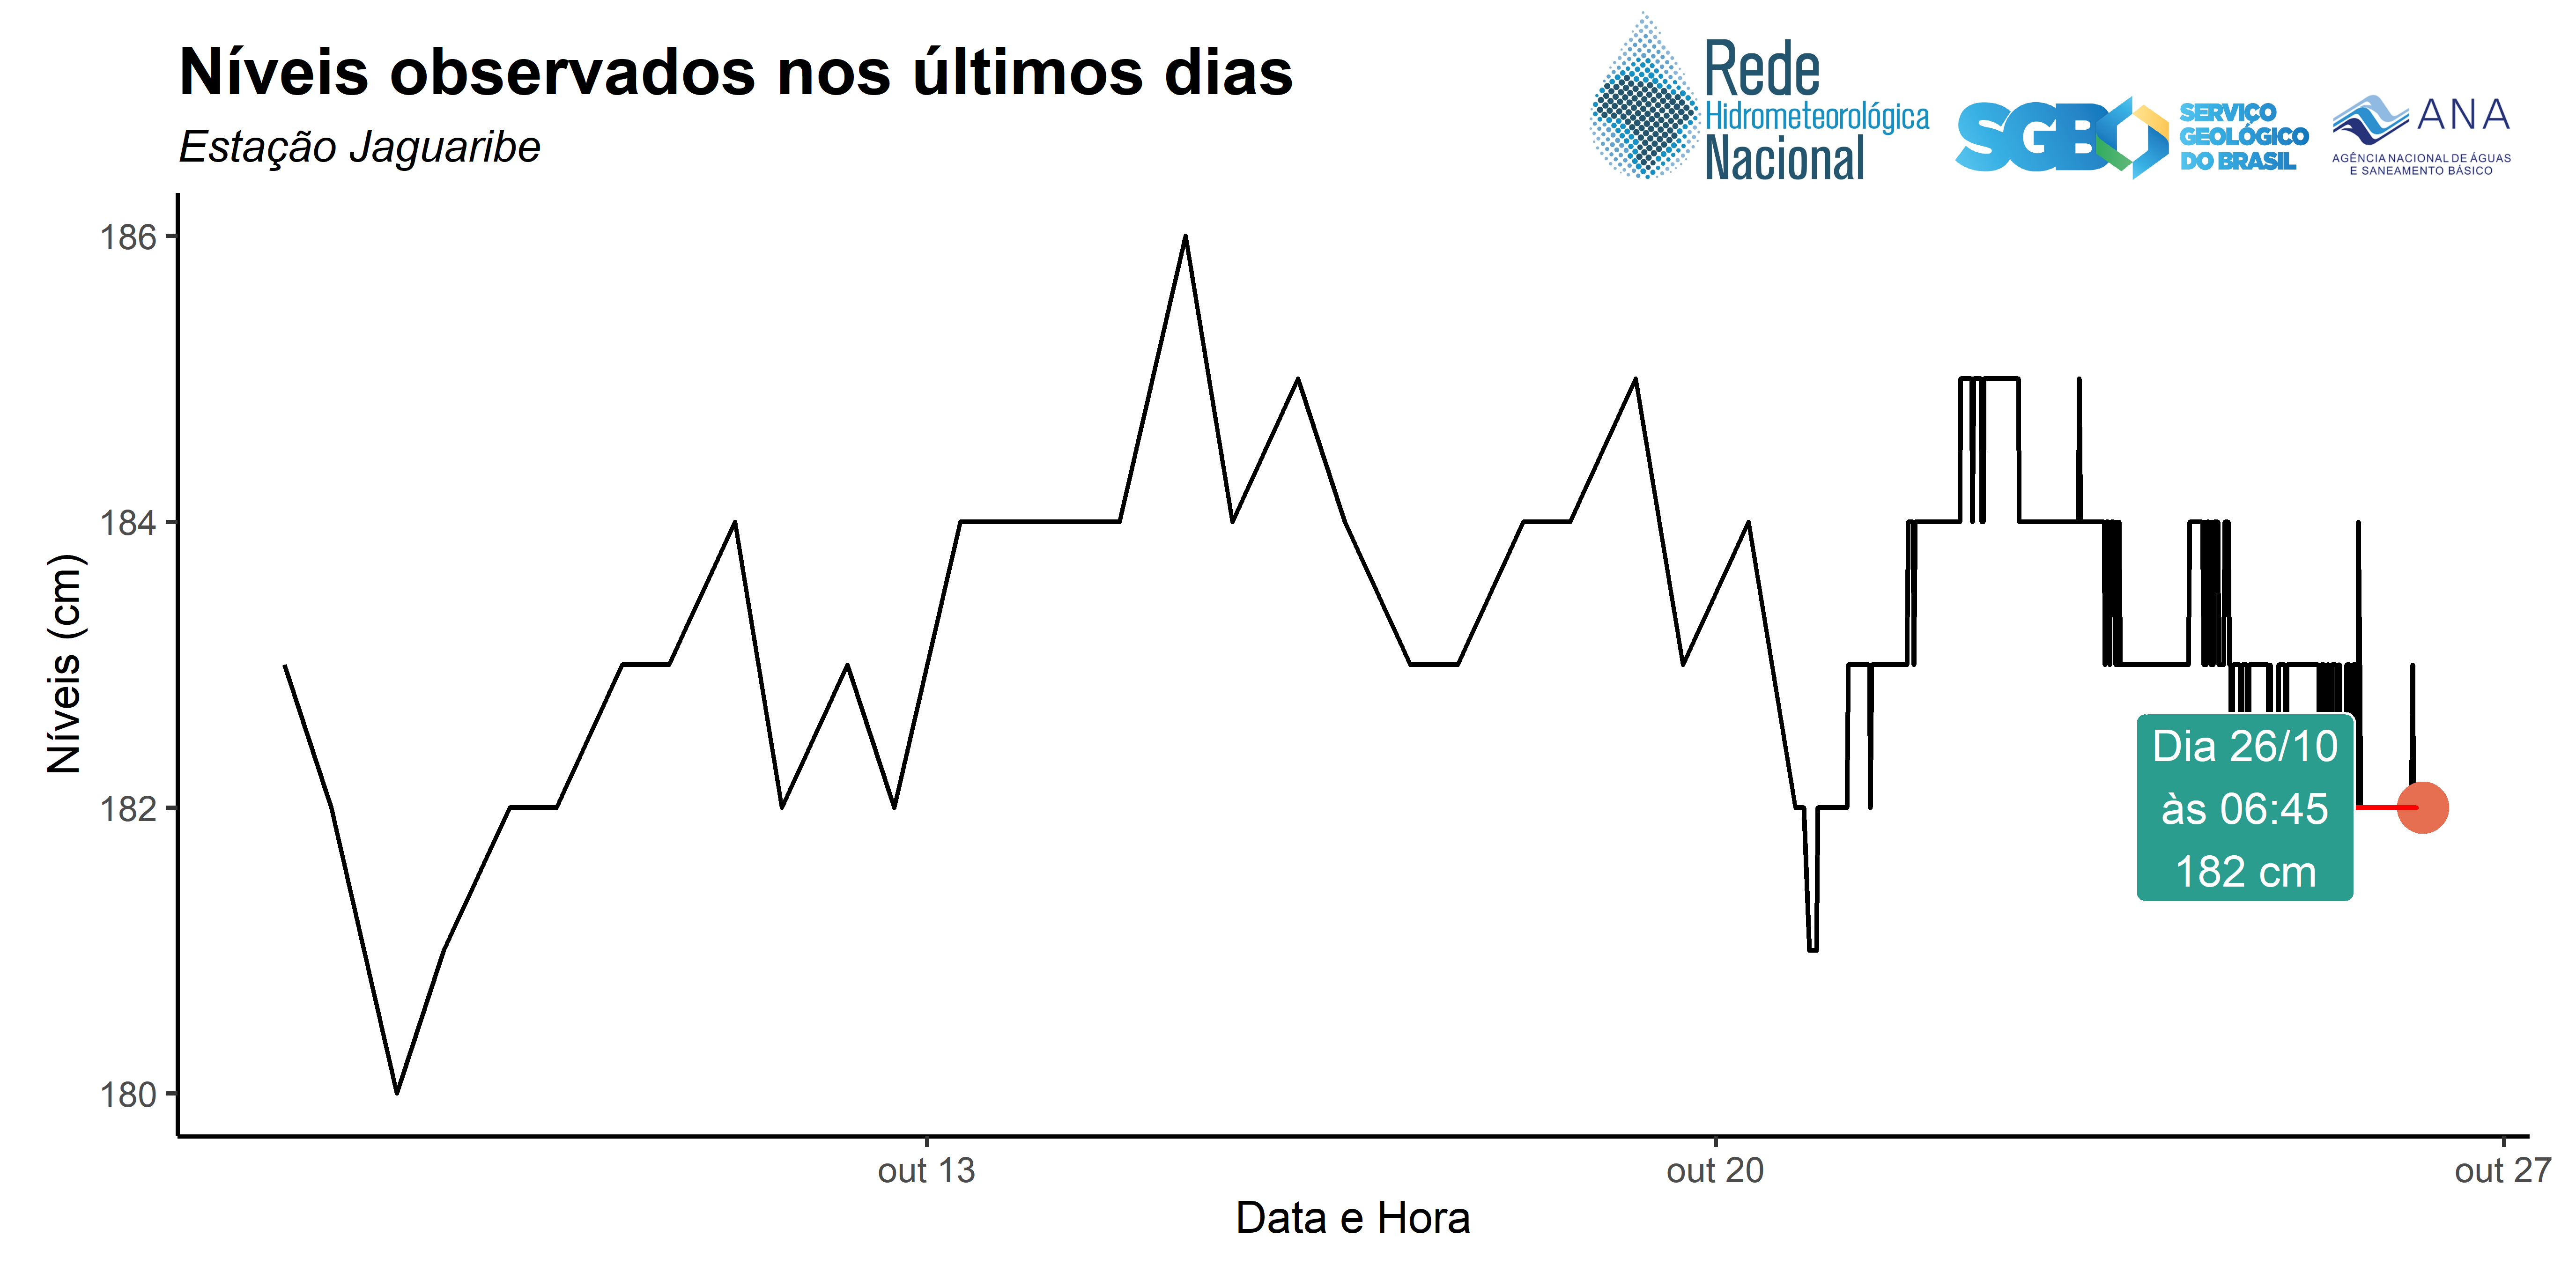 Níveis observados nos últimos dias
Estação Jaguaribe
Rede
Hidrometeorológica
Nacional
SGB
SERVIÇO
GEOLÓGICO
DO BRASIL
ANA
AGÊNCIA NACIONAL DE ÁGUAS
E SANEAMENTO BÁSICO
Níveis (cm)
186
184
182
180
Dia 26/10
às 06:45
182 cm
out 13
out 20
out 27
Data e Hora